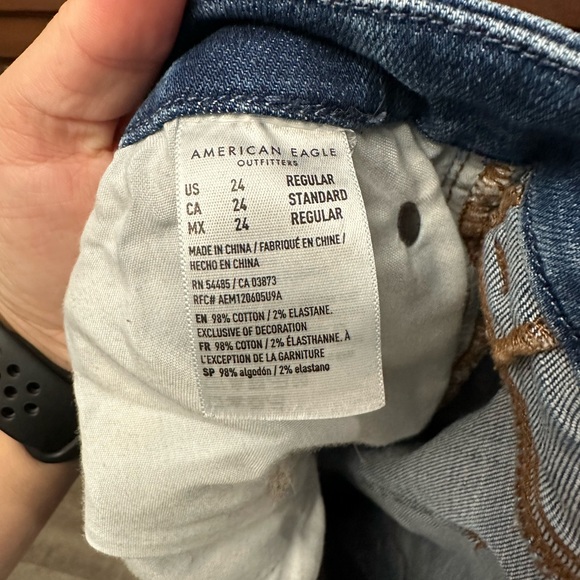 AMERICAN EAGLE
OUTFITTERS
US 24 REGULAR
CA 24 STANDARD
MX 24 REGULAR
MADE IN CHINA / FABRIQUÉ EN CHINE /
HECHO EN CHINA
RN 54485 / CA 03873
RFC# AEM120605U9A
EN 98% COTTON / 2% ELASTANE.
EXCLUSIVE OF DECORATION
FR 98% COTON / 2% ÉLASTHANNE. À
L'EXCEPTION DE LA GARNITURE
SP 98% algodón / 2% elastano